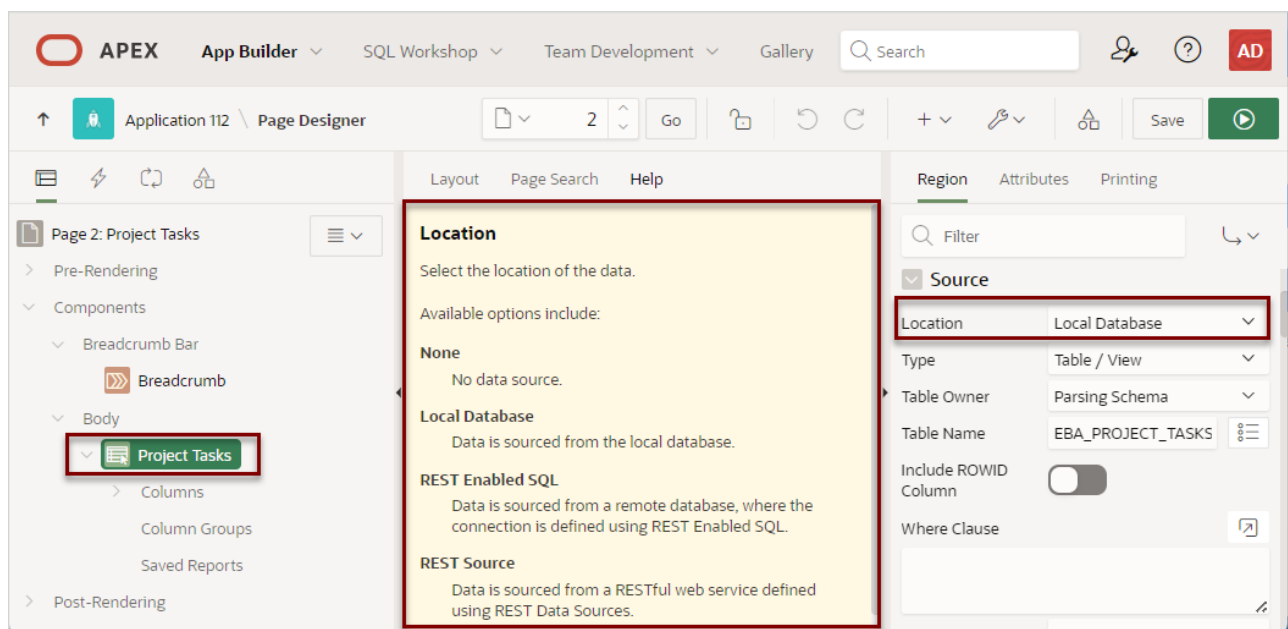 APEX App Builder SQL Workshop Team Development Gallery Search AD
Application 112 \ Page Designer 2 Go Save
Layout Page Search Help
Region Attributes Printing
Page 2: Project Tasks
Pre-Rendering
Components
Breadcrumb Bar
Breadcrumb
Body
Project Tasks
Columns
Column Groups
Saved Reports
Post-Rendering
Location
Select the location of the data.
Available options include:
None
No data source.
Local Database
Data is sourced from the local database.
REST Enabled SQL
Data is sourced from a remote database, where the
connection is defined using REST Enabled SQL.
REST Source
Data is sourced from a RESTful web service defined
using REST Data Sources.
Filter
Source
Location Local Database
Type Table / View
Table Owner Parsing Schema
Table Name EBA_PROJECT_TASKS
Include ROWID
Column
Where Clause